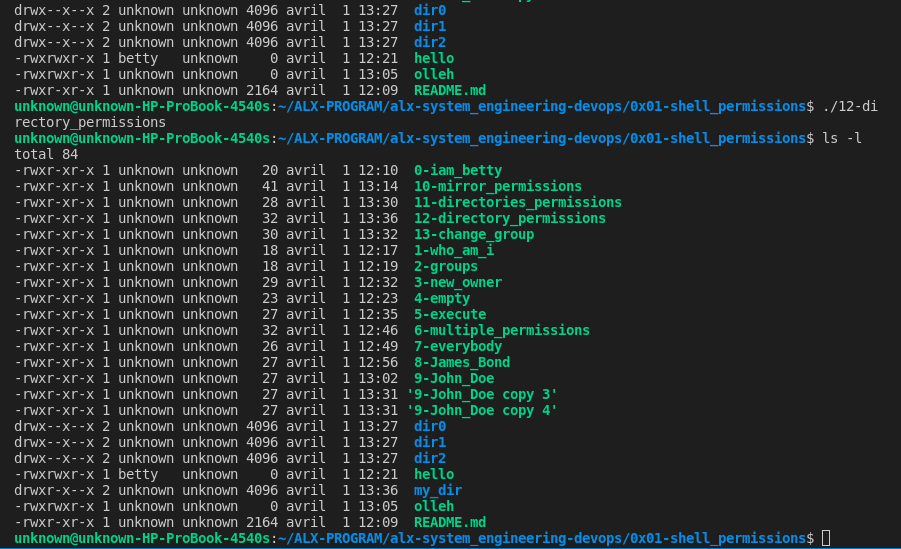 drwx--x--x 2 unknown unknown 4096 avril  1 13:27  dir0
drwx--x--x 2 unknown unknown 4096 avril  1 13:27  dir1
drwx--x--x 2 unknown unknown 4096 avril  1 13:27  dir2
-rwxrwxr-x 1 betty   unknown    0 avril  1 12:21  hello
-rwxrwxr-x 1 unknown unknown    0 avril  1 13:05  olleh
-rwxr-xr-x 1 unknown unknown 2164 avril  1 12:09  README.md
unknown@unknown-HP-ProBook-4540s:~/ALX-PROGRAM/alx-system_engineering-devops/0x01-shell_permissions$ ./12-di
rectory_permissions
unknown@unknown-HP-ProBook-4540s:~/ALX-PROGRAM/alx-system_engineering-devops/0x01-shell_permissions$ ls -l
total 84
-rwxr-xr-x 1 unknown unknown   20 avril  1 12:10  0-iam_betty
-rwxr-xr-x 1 unknown unknown   41 avril  1 13:14  10-mirror_permissions
-rwxr-xr-x 1 unknown unknown   28 avril  1 13:30  11-directories_permissions
-rwxr-xr-x 1 unknown unknown   32 avril  1 13:36  12-directory_permissions
-rwxr-xr-x 1 unknown unknown   30 avril  1 13:32  13-change_group
-rwxr-xr-x 1 unknown unknown   18 avril  1 12:17  1-who_am_i
-rwxr-xr-x 1 unknown unknown   18 avril  1 12:19  2-groups
-rwxr-xr-x 1 unknown unknown   29 avril  1 12:32  3-new_owner
-rwxr-xr-x 1 unknown unknown   23 avril  1 12:23  4-empty
-rwxr-xr-x 1 unknown unknown   27 avril  1 12:35  5-execute
-rwxr-xr-x 1 unknown unknown   32 avril  1 12:46  6-multiple_permissions
-rwxr-xr-x 1 unknown unknown   26 avril  1 12:49  7-everybody
-rwxr-xr-x 1 unknown unknown   27 avril  1 12:56  8-James_Bond
-rwxr-xr-x 1 unknown unknown   27 avril  1 13:02  9-John_Doe
-rwxr-xr-x 1 unknown unknown   27 avril  1 13:31 '9-John_Doe copy 3'
-rwxr-xr-x 1 unknown unknown   27 avril  1 13:31 '9-John_Doe copy 4'
drwx--x--x 2 unknown unknown 4096 avril  1 13:27  dir0
drwx--x--x 2 unknown unknown 4096 avril  1 13:27  dir1
drwx--x--x 2 unknown unknown 4096 avril  1 13:27  dir2
-rwxrwxr-x 1 betty   unknown    0 avril  1 12:21  hello
drwxr-x--x 2 unknown unknown 4096 avril  1 13:36  my_dir
-rwxrwxr-x 1 unknown unknown    0 avril  1 13:05  olleh
-rwxr-xr-x 1 unknown unknown 2164 avril  1 12:09  README.md
unknown@unknown-HP-ProBook-4540s:~/ALX-PROGRAM/alx-system_engineering-devops/0x01-shell_permissions$